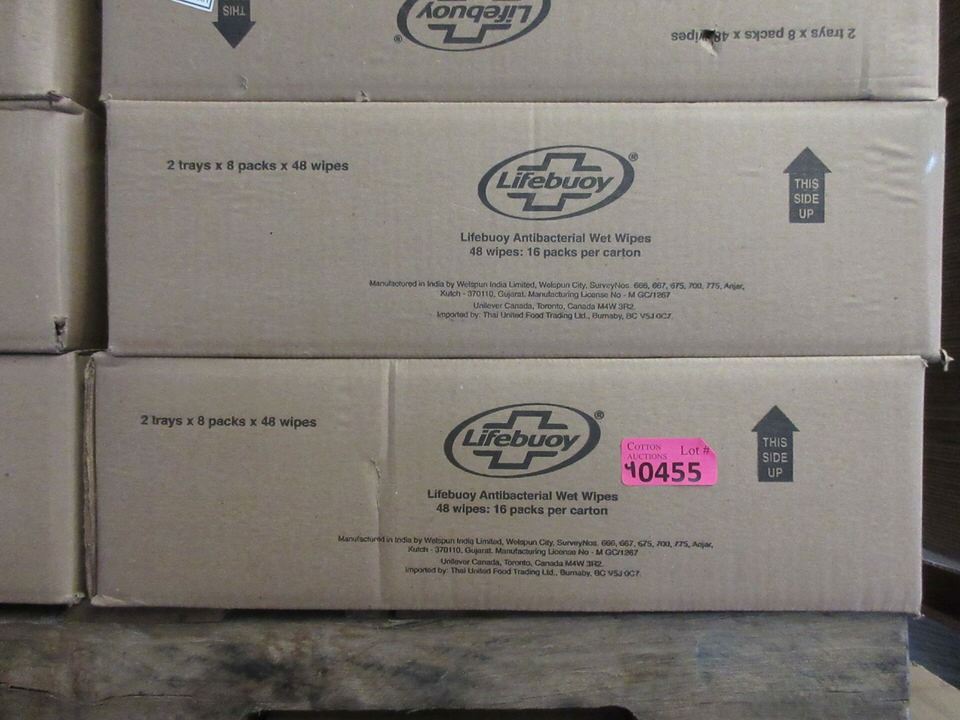 THIS
Lifebuoy
®
2 trays x 8 packs x 48 wipes
2 trays x 8 packs x 48 wipes
Lifebuoy
®
THIS
SIDE
UP
Lifebuoy Antibacterial Wet Wipes
48 wipes: 16 packs per carton
Manufactured in India by Welspun India Limited, Welspun City, SurveyNos. 666, 667, 675, 700, 775, Anjar,
Kutch - 370110, Gujarat. Manufacturing License No - M GC/1267
Unilever Canada, Toronto, Canada M4W 3R2.
Imported by: Thai United Food Trading Ltd., Burnaby, BC V5J 0C7.
2 trays x 8 packs x 48 wipes
Lifebuoy
®
COTTON
AUCTIONS
Lot #
40455
THIS
SIDE
UP
Lifebuoy Antibacterial Wet Wipes
48 wipes: 16 packs per carton
Manufactured in India by Welspun India Limited, Welspun City, SurveyNos. 666, 667, 675, 700, 775, Anjar,
Kutch - 370110, Gujarat. Manufacturing License No - M GC/1267
Unilever Canada, Toronto, Canada M4W 3R2.
Imported by: Thai United Food Trading Ltd., Burnaby, BC V5J 0C7.